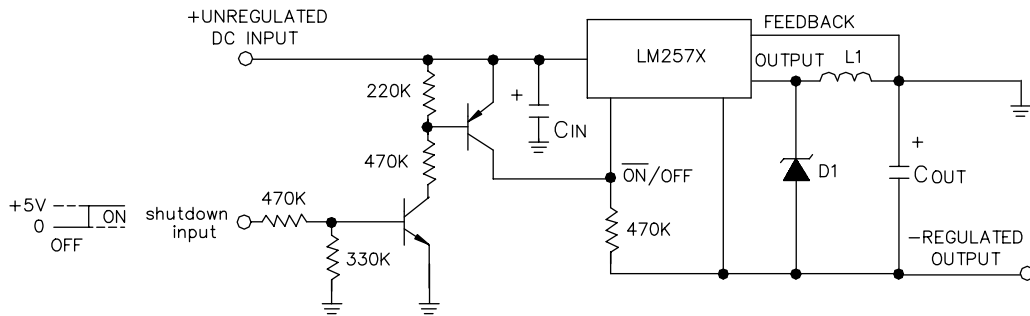 +UNREGULATED
DC INPUT
FEEDBACK
LM257X
OUTPUT
L1
220K
+
CIN
470K
ON/OFF
D1
+
COUT
+5V
0
ON
OFF
shutdown
input
470K
330K
470K
−REGULATED
OUTPUT